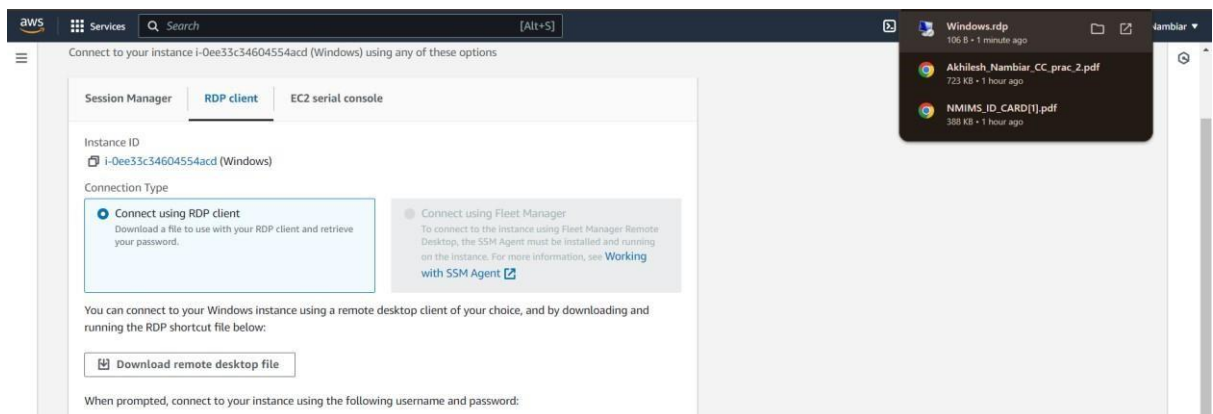 aws
Services
Search
[Alt+S]
Windows.rdp
106 B • 1 minute ago
Akhilesh_Nambiar_CC_prac_2.pdf
723 KB • 1 hour ago
NMIMS_ID_CARD[1].pdf
388 KB • 1 hour ago
Connect to your instance i-0ee33c34604554acd (Windows) using any of these options
Session Manager
RDP client
EC2 serial console
Instance ID
i-0ee33c34604554acd (Windows)
Connection Type
Connect using RDP client
Download a file to use with your RDP client and retrieve
your password.
Connect using Fleet Manager
To connect to the instance using Fleet Manager Remote
Desktop, the SSM Agent must be installed and running
on the instance. For more information, see Working
with SSM Agent
You can connect to your Windows instance using a remote desktop client of your choice, and by downloading and
running the RDP shortcut file below:
Download remote desktop file
When prompted, connect to your instance using the following username and password: